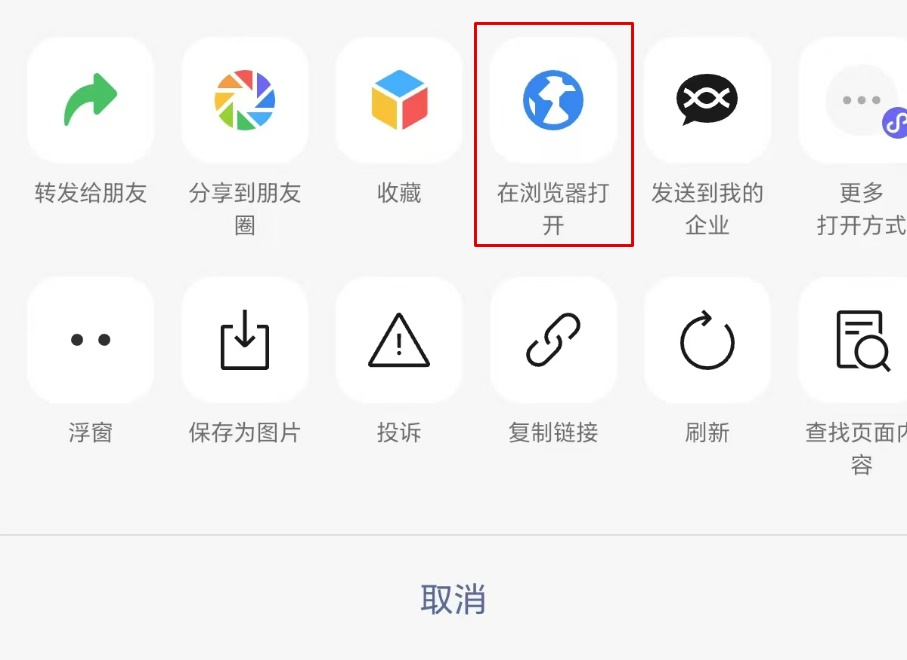 转发给朋友
分享到朋友
圈
收藏
在浏览器打
开
发送到我的
企业
更多
打开方式
浮窗
保存为图片
投诉
复制链接
刷新
查找页面内
容
取消